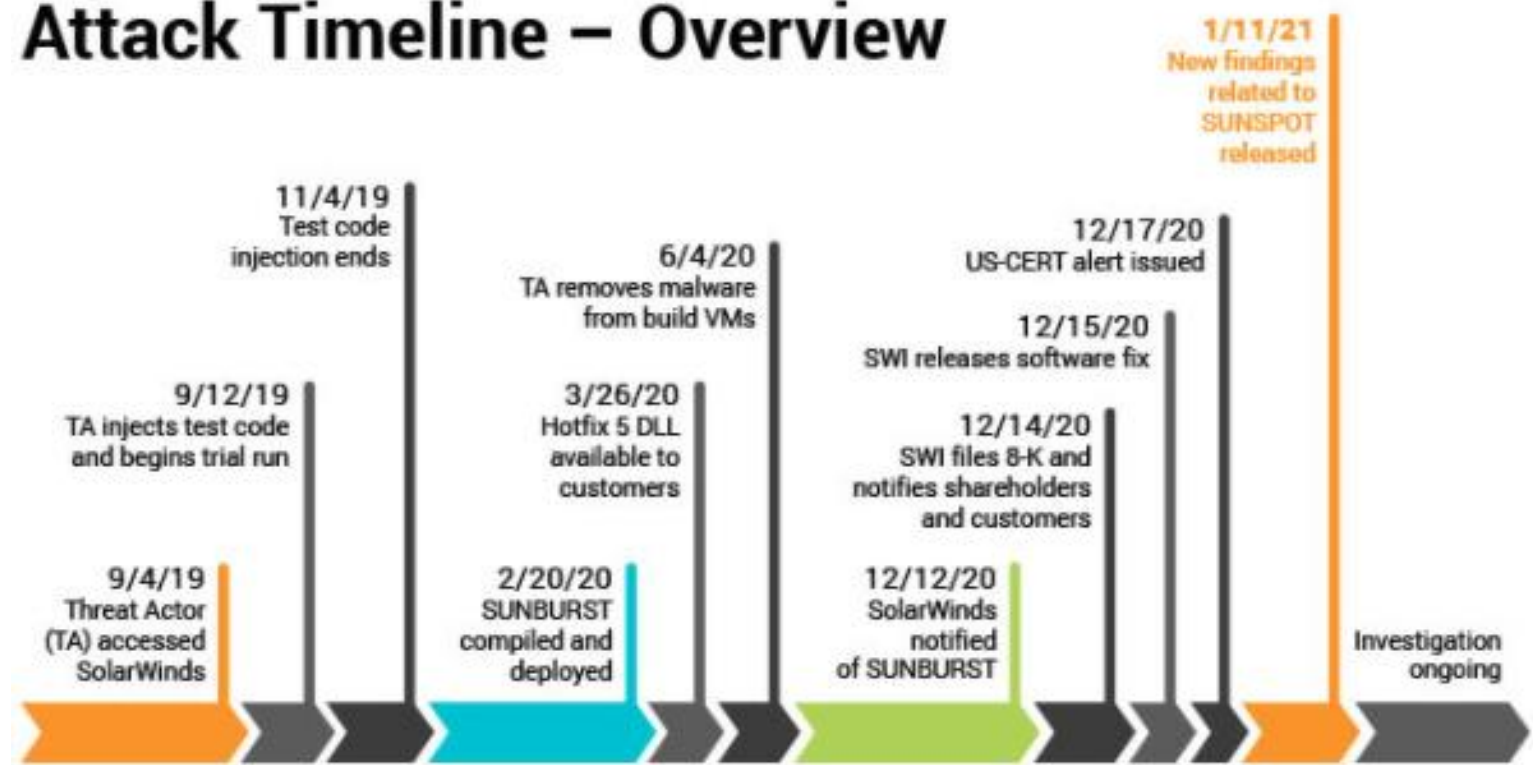 Attack Timeline – Overview
9/4/19
Threat Actor
(TA) accessed
SolarWinds
9/12/19
TA injects test code
and begins trial run
11/4/19
Test code
injection ends
2/20/20
SUNBURST
compiled and
deployed
3/26/20
Hotfix 5 DLL
available to
customers
6/4/20
TA removes malware
from build VMs
12/12/20
SolarWinds
notified
of SUNBURST
12/14/20
SWI files 8-K and
notifies shareholders
and customers
12/15/20
SWI releases software fix
12/17/20
US-CERT alert issued
1/11/21
New findings
related to
SUNSPOT
released
Investigation
ongoing